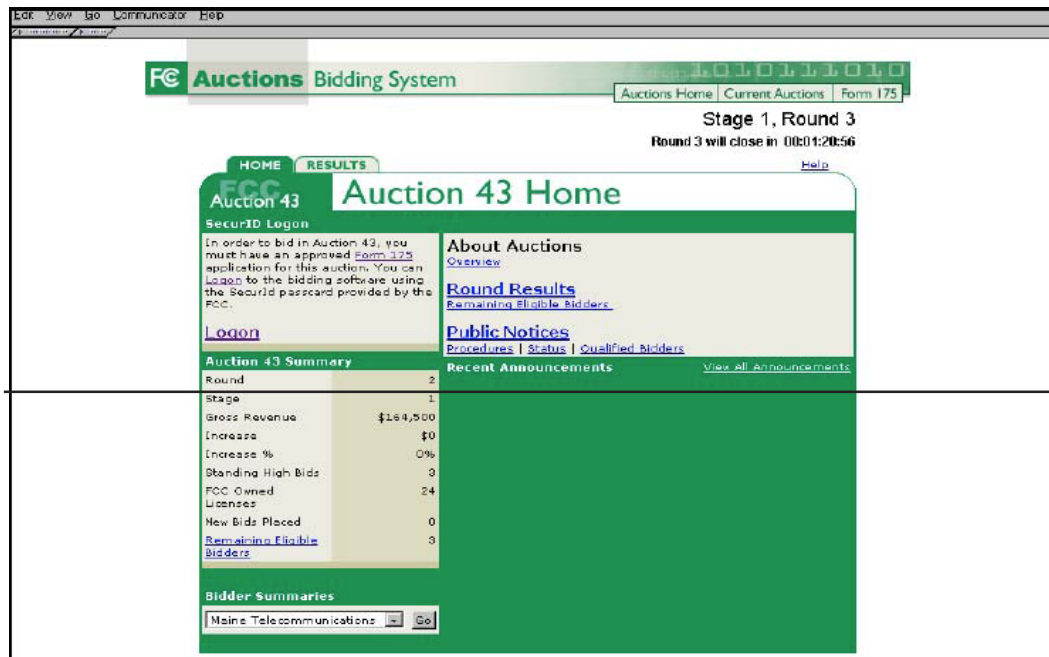 Edit View Go Communicator Help
FCC Auctions Bidding System
101011101010
Auctions Home | Current Auctions | Form 175
Stage 1, Round 3
Round 3 will close in 00:01:20:56
HOME RESULTS
Help
FCC
Auction 43
Auction 43 Home
SecurID Logon
In order to bid in Auction 43, you
must have an approved Form 175
application for this auction. You can
Logon to the bidding software using
the SecurId passcard provided by the
FCC.
Logon
About Auctions
Overview
Round Results
Remaining Eligible Bidders
Public Notices
Procedures | Status | Qualified Bidders
Recent Announcements View All Announcements
Auction 43 Summary
Round 2
Stage 1
Gross Revenue $164,500
Increase $0
Increase % 0%
Standing High Bids 3
FCC Owned
Licenses 24
New Bids Placed 0
Remaining Eligible
Bidders 3
Bidder Summaries
Maine Telecommunications Go